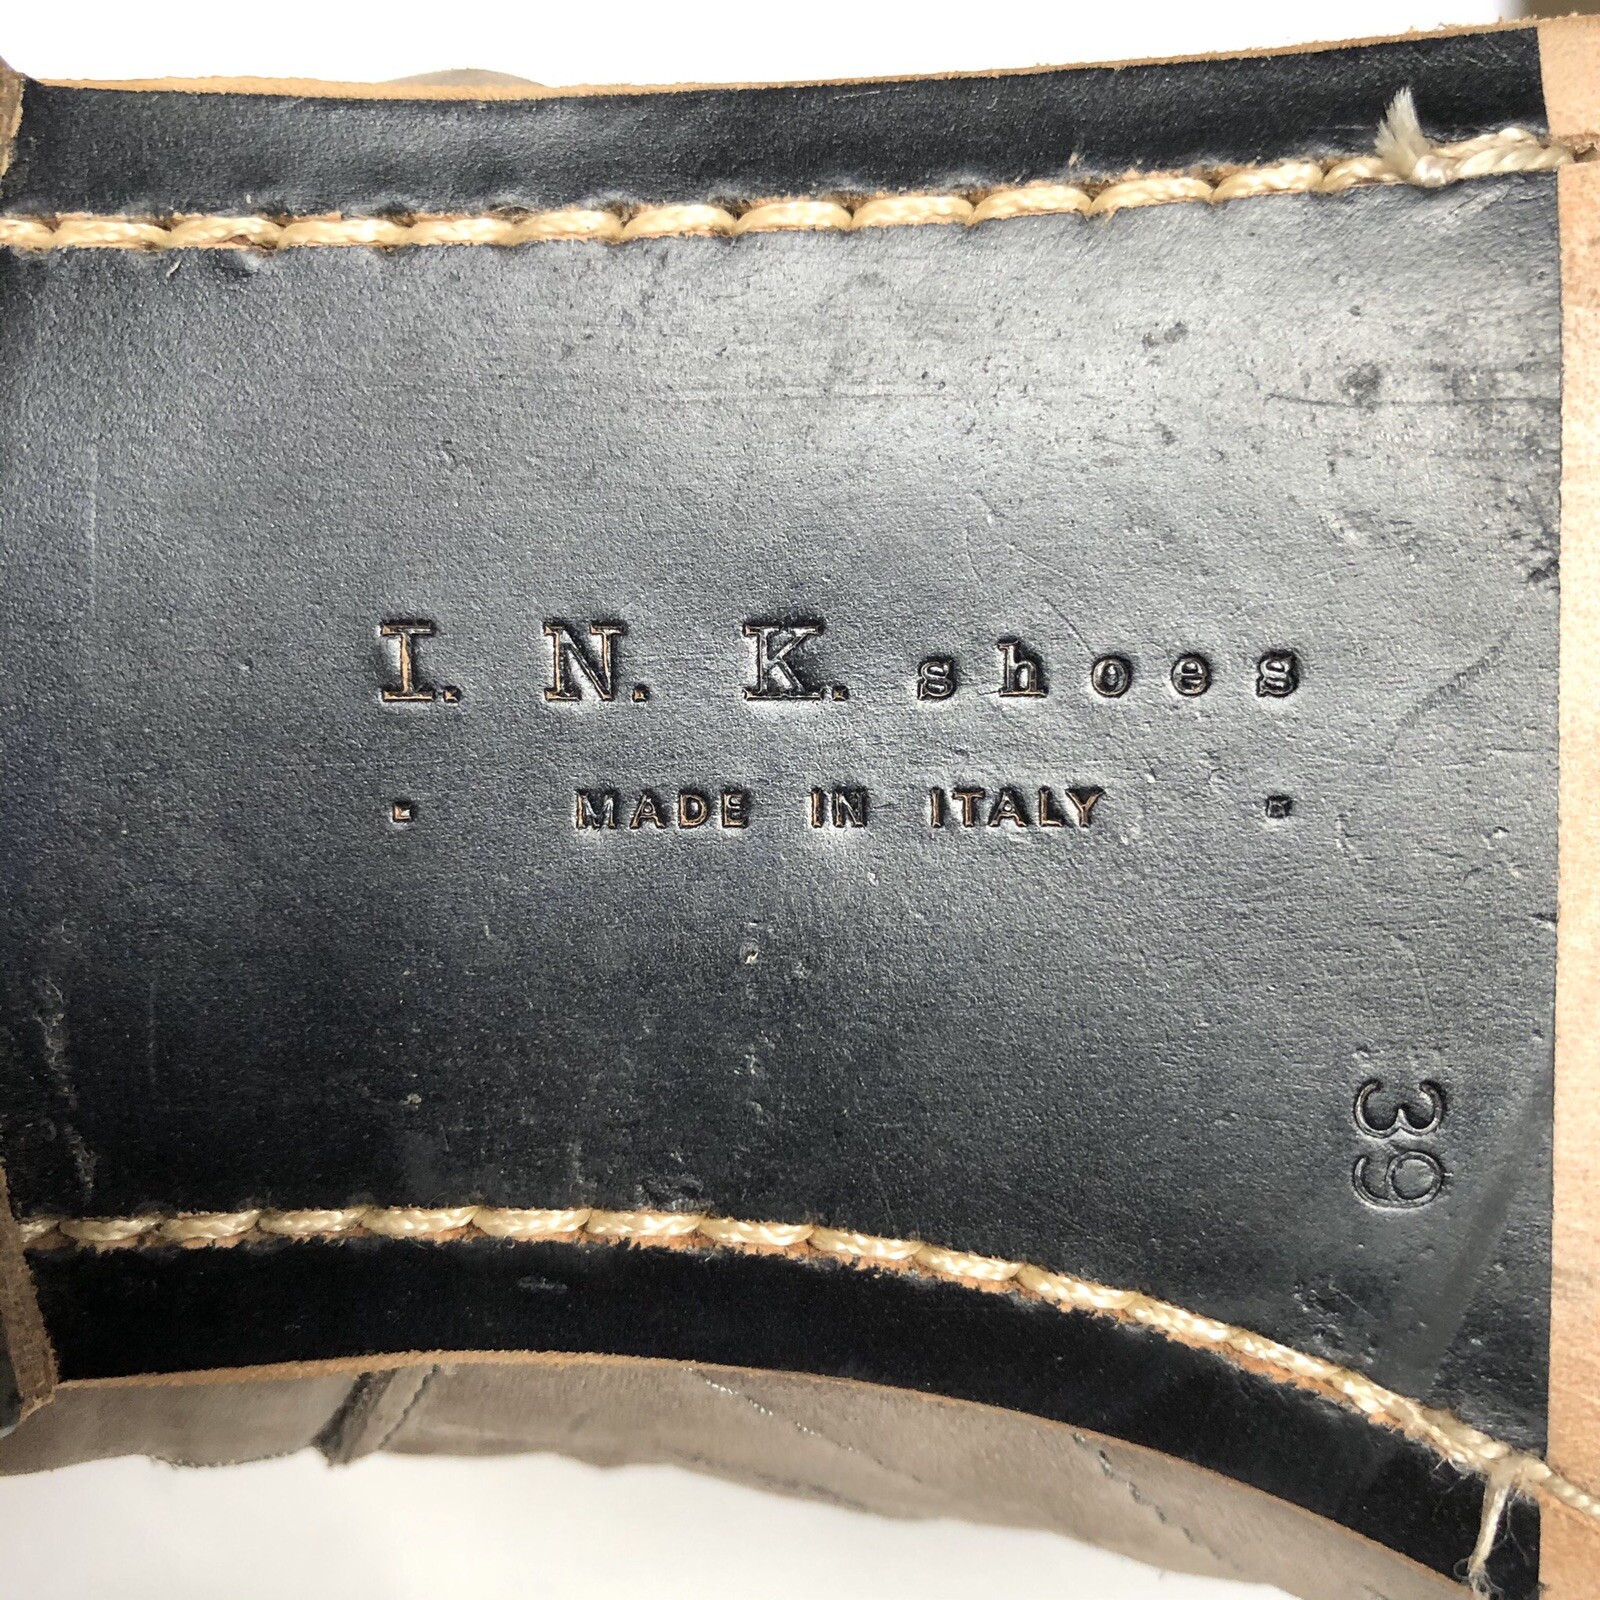 I. N. K. shoes
· MADE IN ITALY ·
39